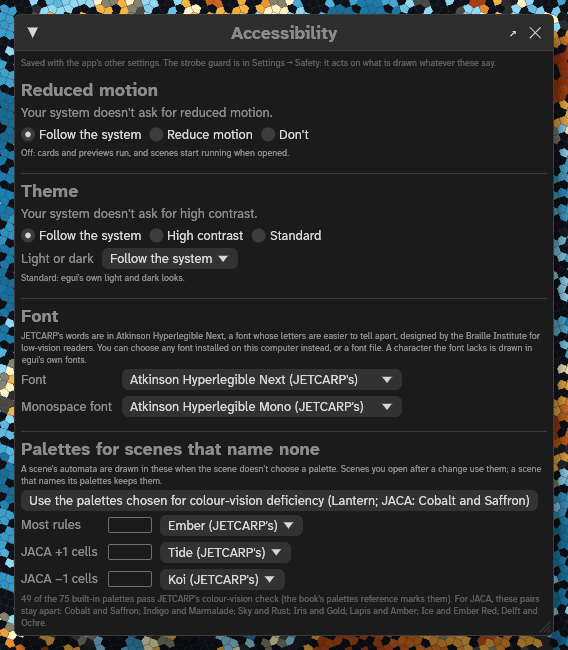 Accessibility
Saved with the app's other settings. The strobe guard is in Settings → Safety: it acts on what is drawn whatever these say.
Reduced motion
Your system doesn't ask for reduced motion.
Follow the system Reduce motion Don't
Off: cards and previews run, and scenes start running when opened.
Theme
Your system doesn't ask for high contrast.
Follow the system High contrast Standard
Light or dark Follow the system
Standard: egui's own light and dark looks.
Font
JETCARP's words are in Atkinson Hyperlegible Next, a font whose letters are easier to tell apart, designed by the Braille Institute for
low-vision readers. You can choose any font installed on this computer instead, or a font file. A character the font lacks is drawn in
egui's own fonts.
Font Atkinson Hyperlegible Next (JETCARP's)
Monospace font Atkinson Hyperlegible Mono (JETCARP's)
Palettes for scenes that name none
A scene's automata are drawn in these when the scene doesn't choose a palette. Scenes you open after a change use them; a scene
that names its palettes keeps them.
Use the palettes chosen for colour-vision deficiency (Lantern; JACA: Cobalt and Saffron)
Most rules Ember (JETCARP's)
JACA +1 cells Tide (JETCARP's)
JACA −1 cells Koi (JETCARP's)
49 of the 75 built-in palettes pass JETCARP's colour-vision check (the book's palettes reference marks them). For JACA, these pairs
stay apart: Cobalt and Saffron; Indigo and Marmalade; Sky and Rust; Iris and Gold; Lapis and Amber; Ice and Ember Red; Delft and
Ochre.